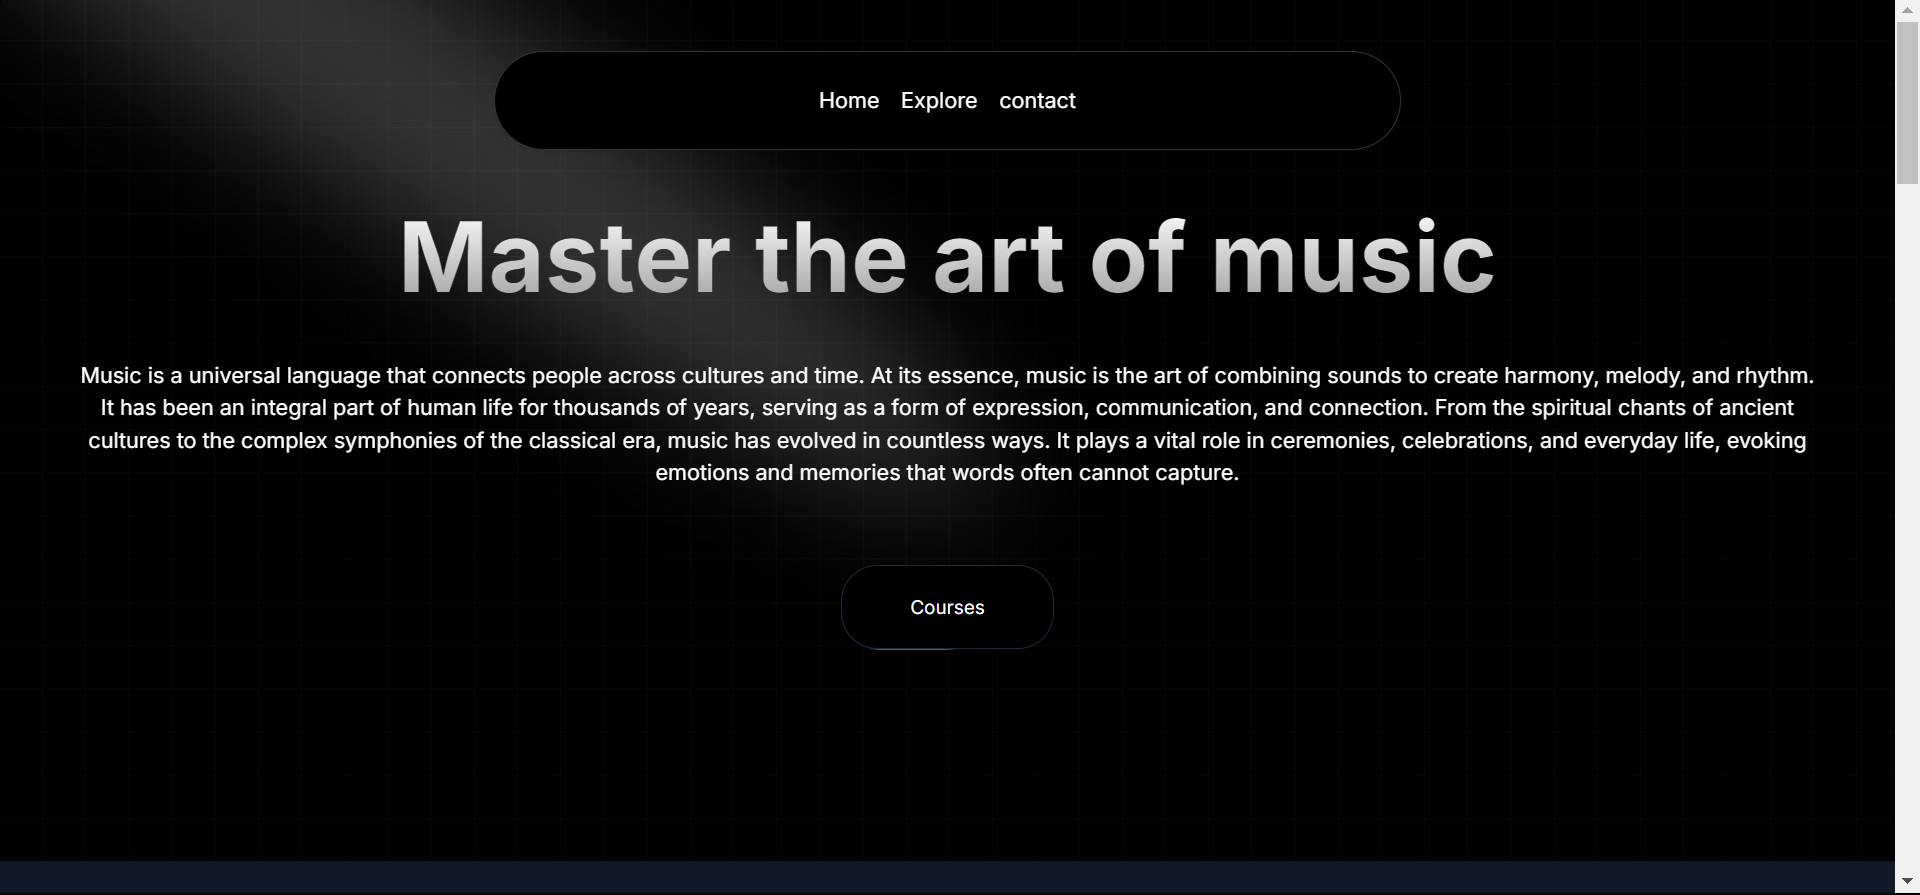 Home Explore contact
Master the art of music
Music is a universal language that connects people across cultures and time. At its essence, music is the art of combining sounds to create harmony, melody, and rhythm.
It has been an integral part of human life for thousands of years, serving as a form of expression, communication, and connection. From the spiritual chants of ancient
cultures to the complex symphonies of the classical era, music has evolved in countless ways. It plays a vital role in ceremonies, celebrations, and everyday life, evoking
emotions and memories that words often cannot capture.
Courses